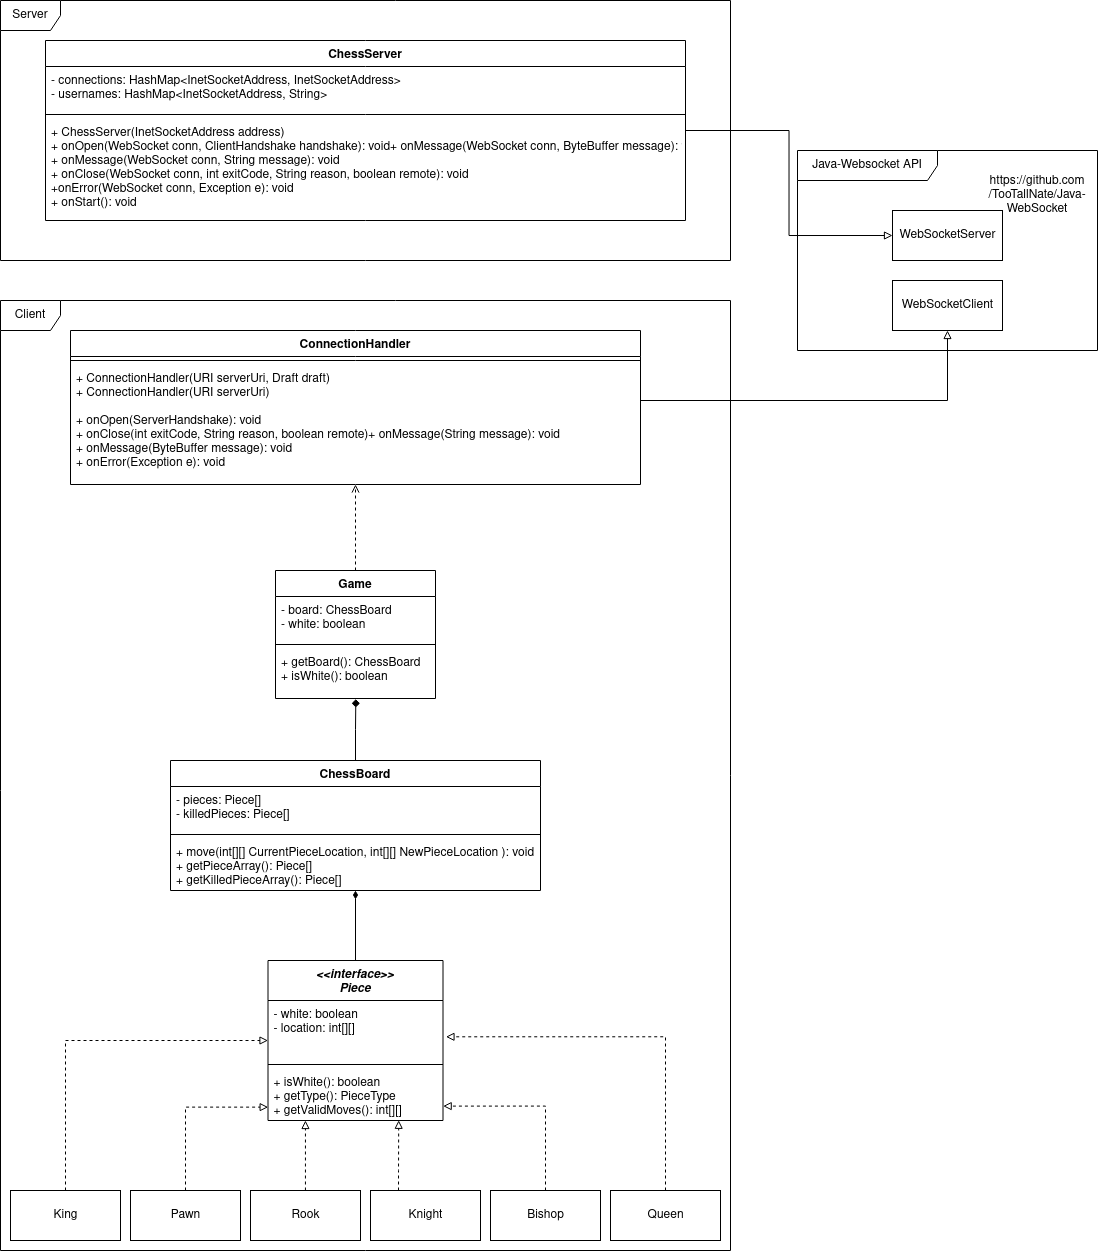 Server
ChessServer
- connections: HashMap<InetSocketAddress, InetSocketAddress>
- usernames: HashMap<InetSocketAddress, String>
+ ChessServer(InetSocketAddress address)
+ onOpen(WebSocket conn, ClientHandshake handshake): void+ onMessage(WebSocket conn, ByteBuffer message):
+ onMessage(WebSocket conn, String message): void
+ onClose(WebSocket conn, int exitCode, String reason, boolean remote): void
+onError(WebSocket conn, Exception e): void
+ onStart(): void
Java-Websocket API
https://github.com
/TooTallNate/Java-
WebSocket
WebSocketServer
WebSocketClient
Client
ConnectionHandler
+ ConnectionHandler(URI serverUri, Draft draft)
+ ConnectionHandler(URI serverUri)
+ onOpen(ServerHandshake): void
+ onClose(int exitCode, String reason, boolean remote)+ onMessage(String message): void
+ onMessage(ByteBuffer message): void
+ onError(Exception e): void
Game
- board: ChessBoard
- white: boolean
+ getBoard(): ChessBoard
+ isWhite(): boolean
ChessBoard
- pieces: Piece[]
- killedPieces: Piece[]
+ move(int[][] CurrentPieceLocation, int[][] NewPieceLocation ): void
+ getPieceArray(): Piece[]
+ getKilledPieceArray(): Piece[]
<<interface>>
Piece
- white: boolean
- location: int[][]
+ isWhite(): boolean
+ getType(): PieceType
+ getValidMoves(): int[][]
King
Pawn
Rook
Knight
Bishop
Queen